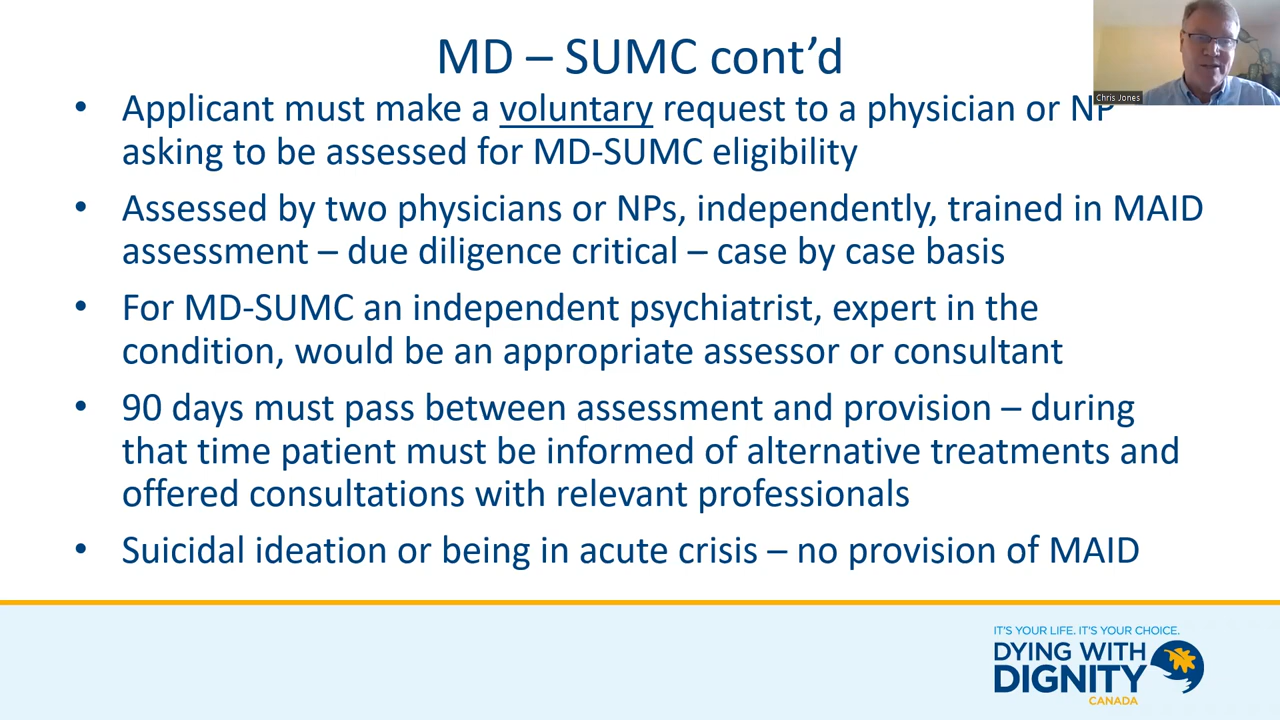 MD – SUMC cont’d
Chris Jones
• Applicant must make a voluntary request to a physician or NP
asking to be assessed for MD-SUMC eligibility
• Assessed by two physicians or NPs, independently, trained in MAID
assessment – due diligence critical – case by case basis
• For MD-SUMC an independent psychiatrist, expert in the
condition, would be an appropriate assessor or consultant
• 90 days must pass between assessment and provision – during
that time patient must be informed of alternative treatments and
offered consultations with relevant professionals
• Suicidal ideation or being in acute crisis – no provision of MAID
IT'S YOUR LIFE. IT'S YOUR CHOICE.
DYING WITH
DIGNITY
CANADA